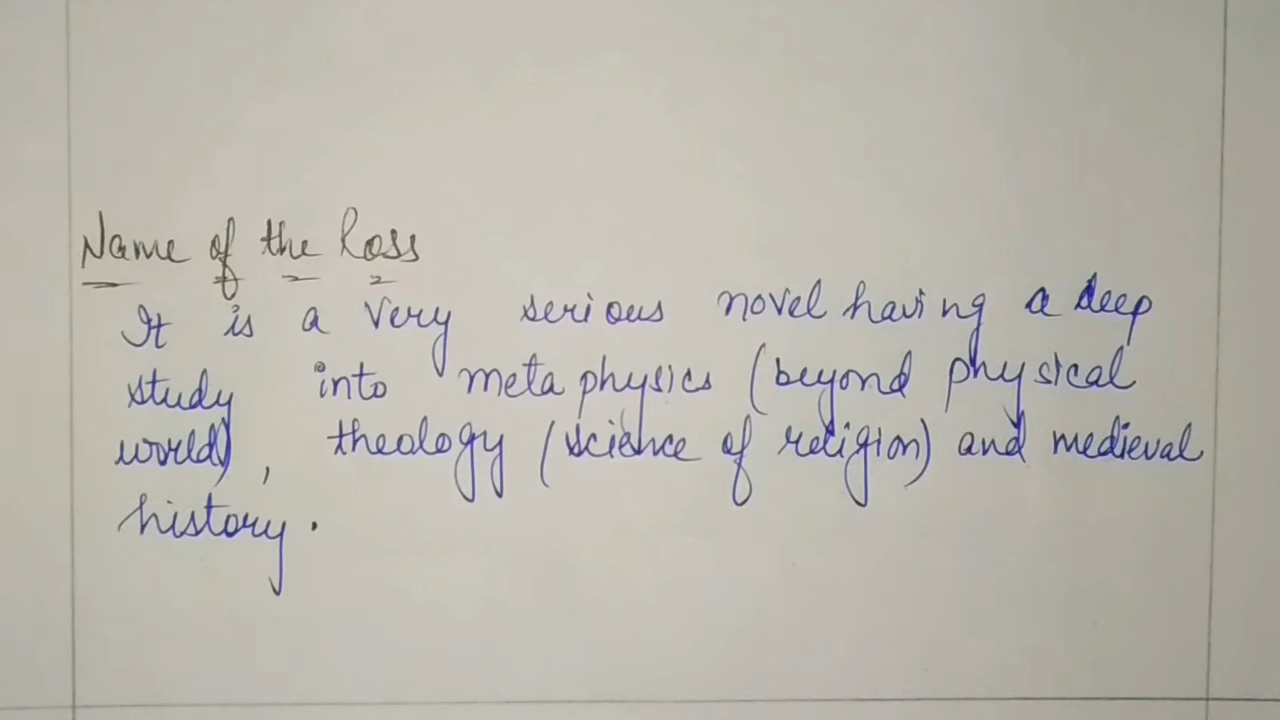 Name of the Ross
It is a very serious novel having a deep
study into metaphysics (beyond physical
world), theology (science of religion) and medieval
history.